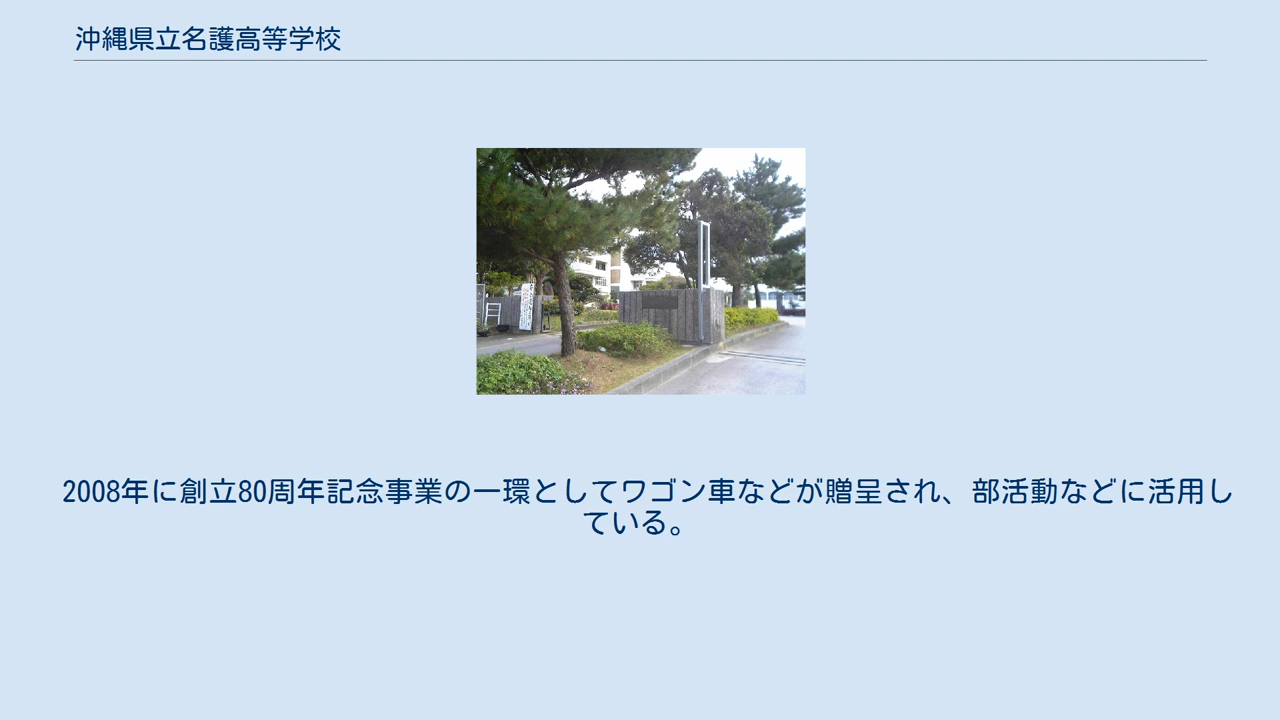 沖縄県立名護高等学校
2008年に創立80周年記念事業の一環としてワゴン車などが贈呈され、部活動などに活用し
ている。